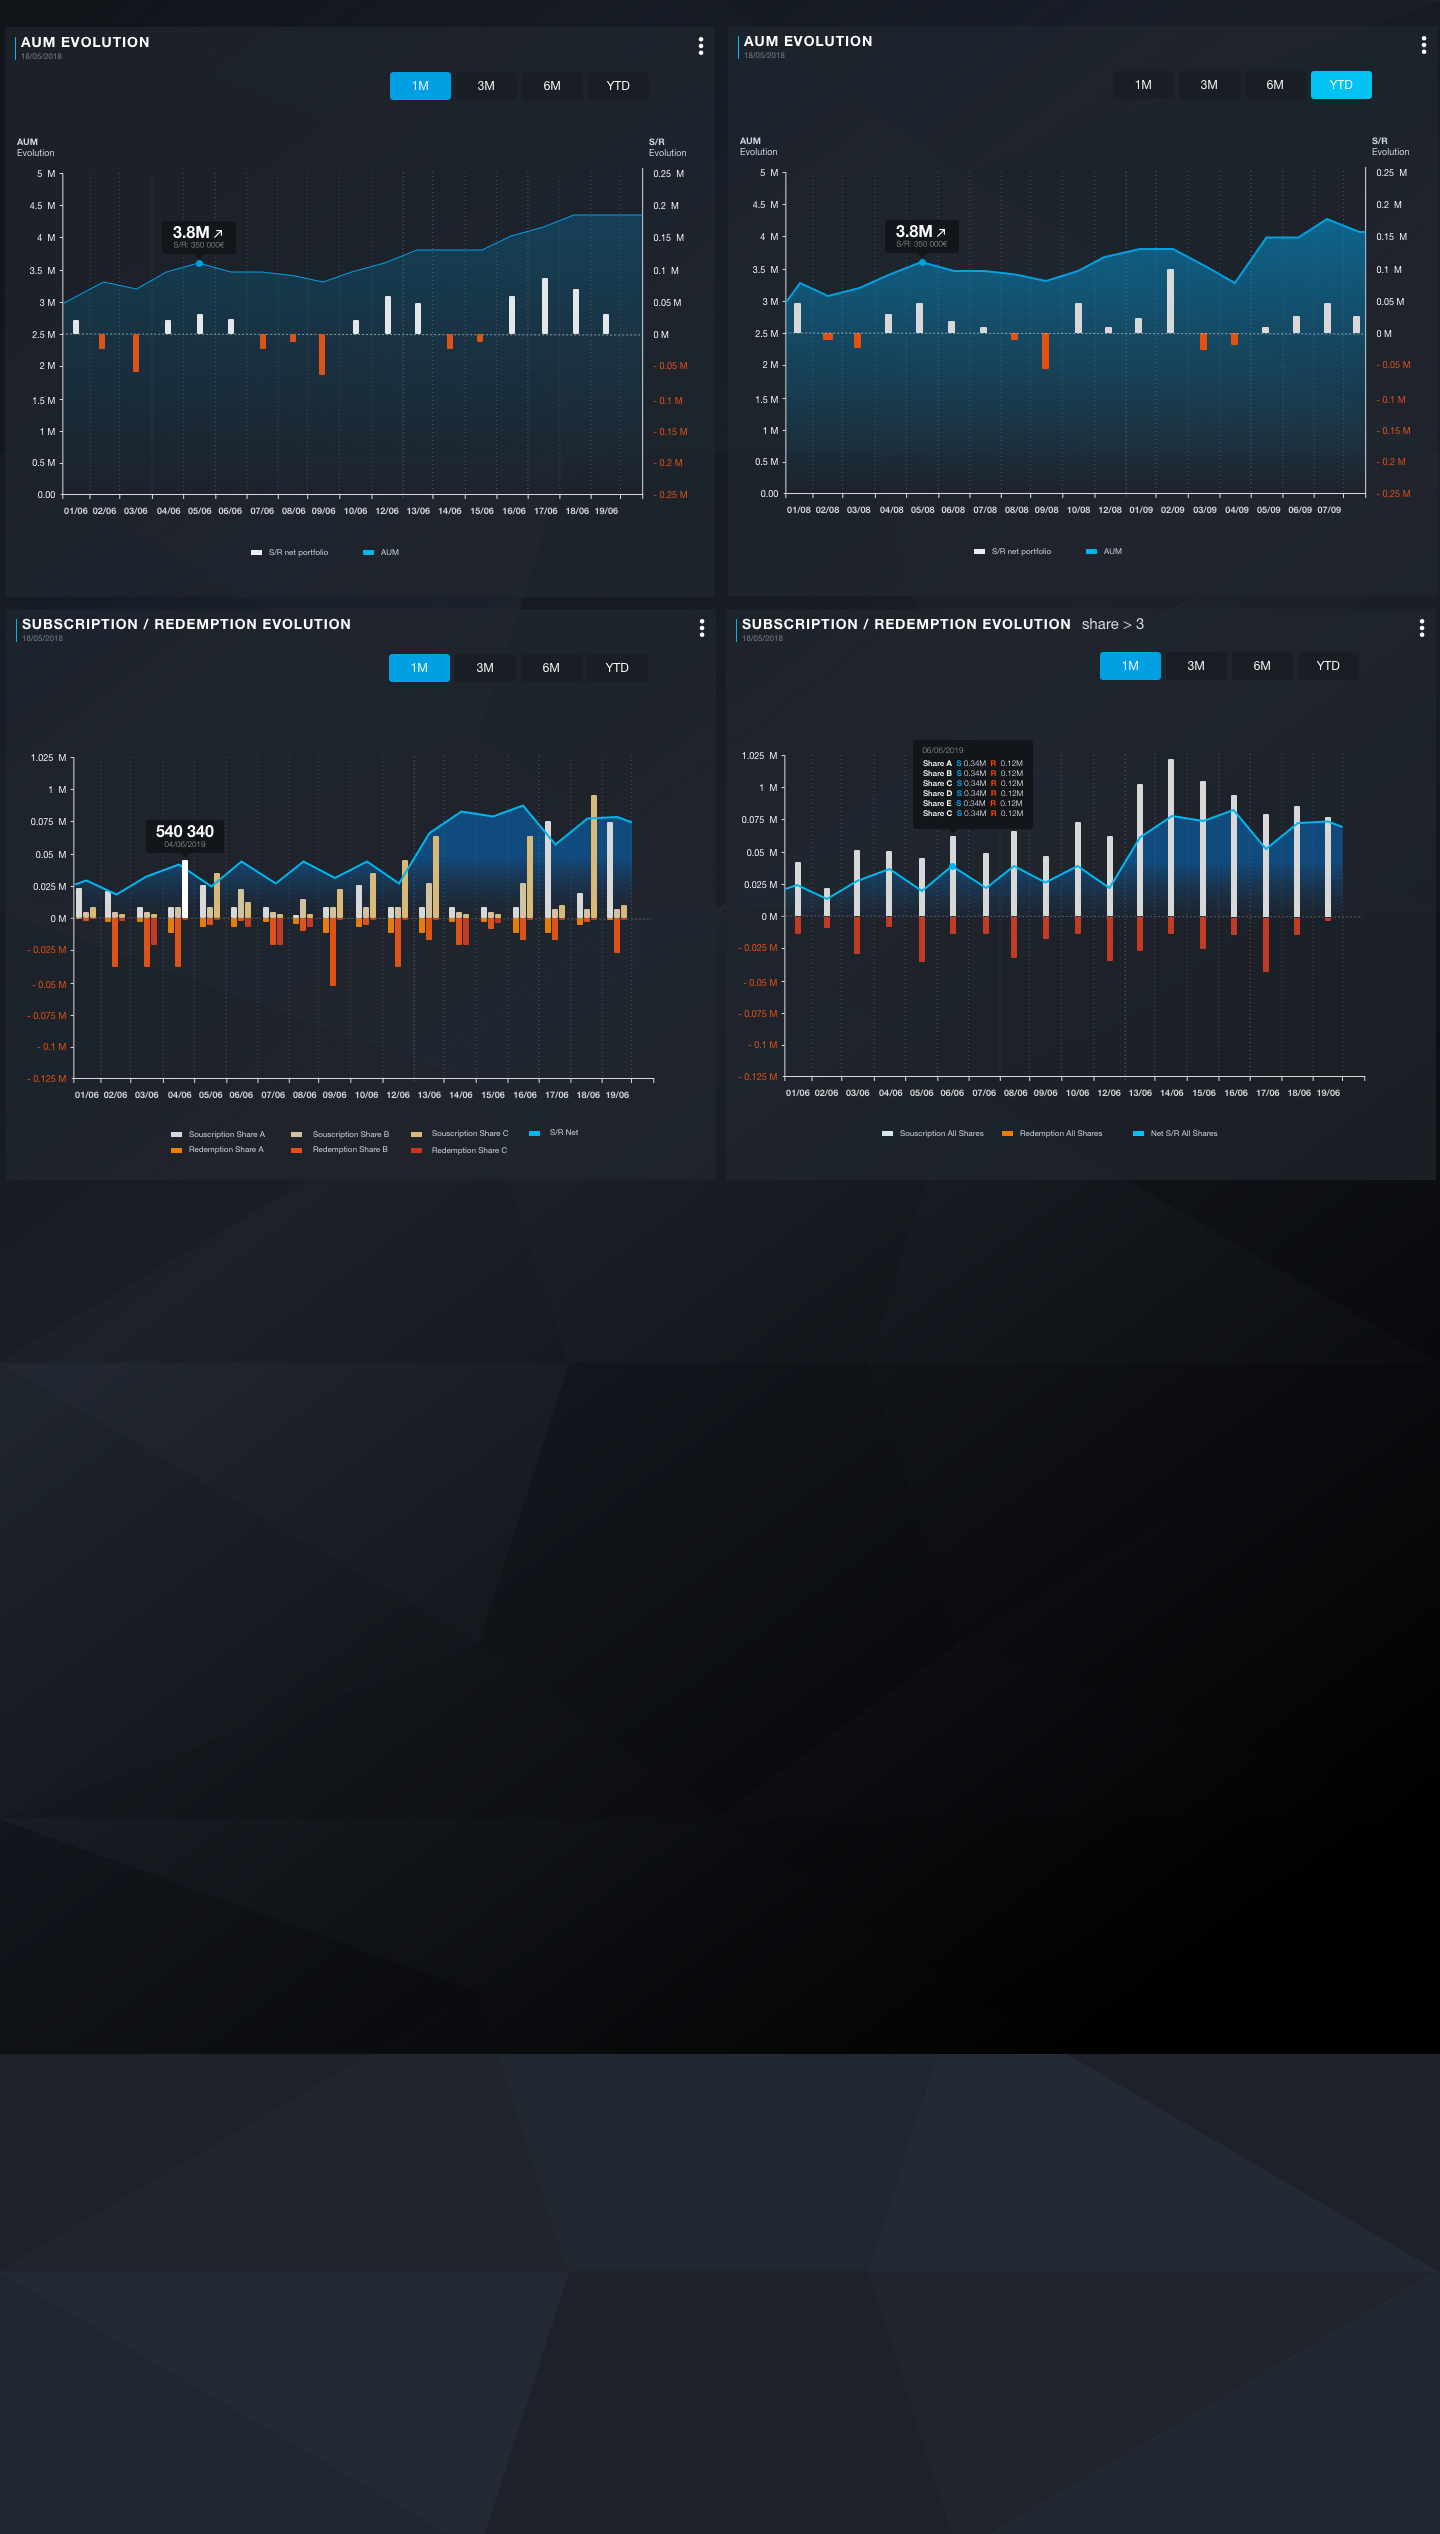 AUM EVOLUTION
18/05/2018
1M 3M 6M YTD
AUM
Evolution
S/R
Evolution
5 M
4.5 M
4 M
3.5 M
3 M
2.5 M
2 M
1.5 M
1 M
0.5 M
0.00
3.8M
S/R: 350 000€
0.25 M
0.2 M
0.15 M
0.1 M
0.05 M
0 M
- 0.05 M
- 0.1 M
- 0.15 M
- 0.2 M
- 0.25 M
01/06 02/06 03/06 04/06 05/06 06/06 07/06 08/06 09/06 10/06 12/06 13/06 14/06 15/06 16/06 17/06 18/06 19/06
S/R net portfolio AUM
AUM EVOLUTION
18/05/2018
1M 3M 6M YTD
AUM
Evolution
S/R
Evolution
5 M
4.5 M
4 M
3.5 M
3 M
2.5 M
2 M
1.5 M
1 M
0.5 M
0.00
3.8M
S/R: 350 000€
0.25 M
0.2 M
0.15 M
0.1 M
0.05 M
0 M
- 0.05 M
- 0.1 M
- 0.15 M
- 0.2 M
- 0.25 M
01/08 02/08 03/08 04/08 05/08 06/08 07/08 08/08 09/08 10/08 12/08 01/09 02/09 03/09 04/09 05/09 06/09 07/09
S/R net portfolio AUM
SUBSCRIPTION / REDEMPTION EVOLUTION
18/05/2018
1M 3M 6M YTD
1.025 M
1 M
0.075 M
0.05 M
0.025 M
0 M
- 0.025 M
- 0.05 M
- 0.075 M
- 0.1 M
- 0.125 M
540 340
04/06/2019
01/06 02/06 03/06 04/06 05/06 06/06 07/06 08/06 09/06 10/06 12/06 13/06 14/06 15/06 16/06 17/06 18/06 19/06
Souscription Share A Souscription Share B Souscription Share C S/R Net
Redemption Share A Redemption Share B Redemption Share C
SUBSCRIPTION / REDEMPTION EVOLUTION share > 3
18/05/2018
1M 3M 6M YTD
1.025 M
1 M
0.075 M
0.05 M
0.025 M
0 M
- 0.025 M
- 0.05 M
- 0.075 M
- 0.1 M
- 0.125 M
06/06/2019
Share A S 0.34M R 0.12M
Share B S 0.34M R 0.12M
Share C S 0.34M R 0.12M
Share D S 0.34M R 0.12M
Share E S 0.34M R 0.12M
Share C S 0.34M R 0.12M
01/06 02/06 03/06 04/06 05/06 06/06 07/06 08/06 09/06 10/06 12/06 13/06 14/06 15/06 16/06 17/06 18/06 19/06
Souscription All Shares Redemption All Shares Net S/R All Shares